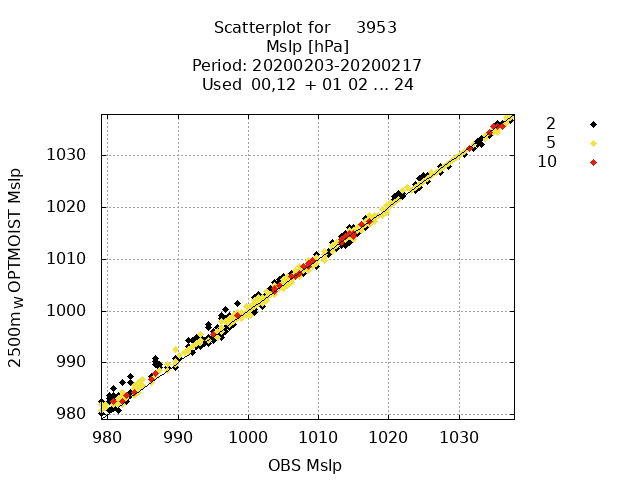 Scatterplot for 3953
Mslp [hPa]
Period: 20200203-20200217
Used 00,12 + 01 02 ... 24
2500m w OPTMOIST Mslp
1030
1020
1010
1000
990
980
980 990 1000 1010 1020 1030
OBS Mslp
2
5
10